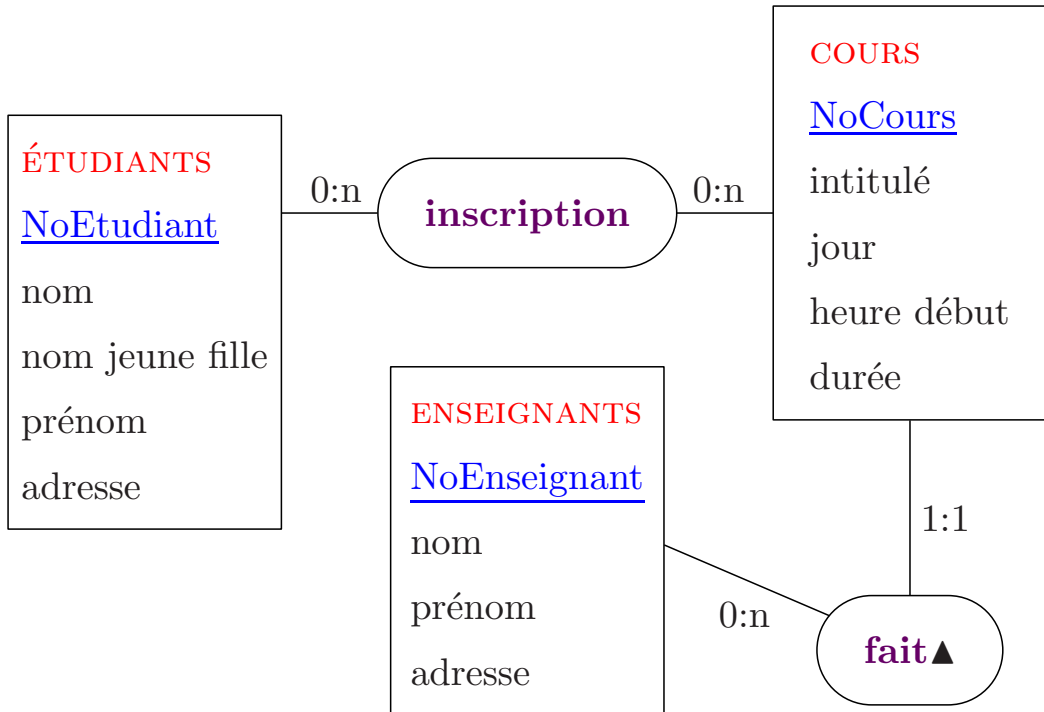 ÉTUDIANTS
NoEtudiant
nom
nom jeune fille
prénom
adresse
0:n
inscription
0:n
COURS
NoCours
intitulé
jour
heure début
durée
ENSEIGNANTS
NoEnseignant
nom
prénom
adresse
0:n
fait▲
1:1